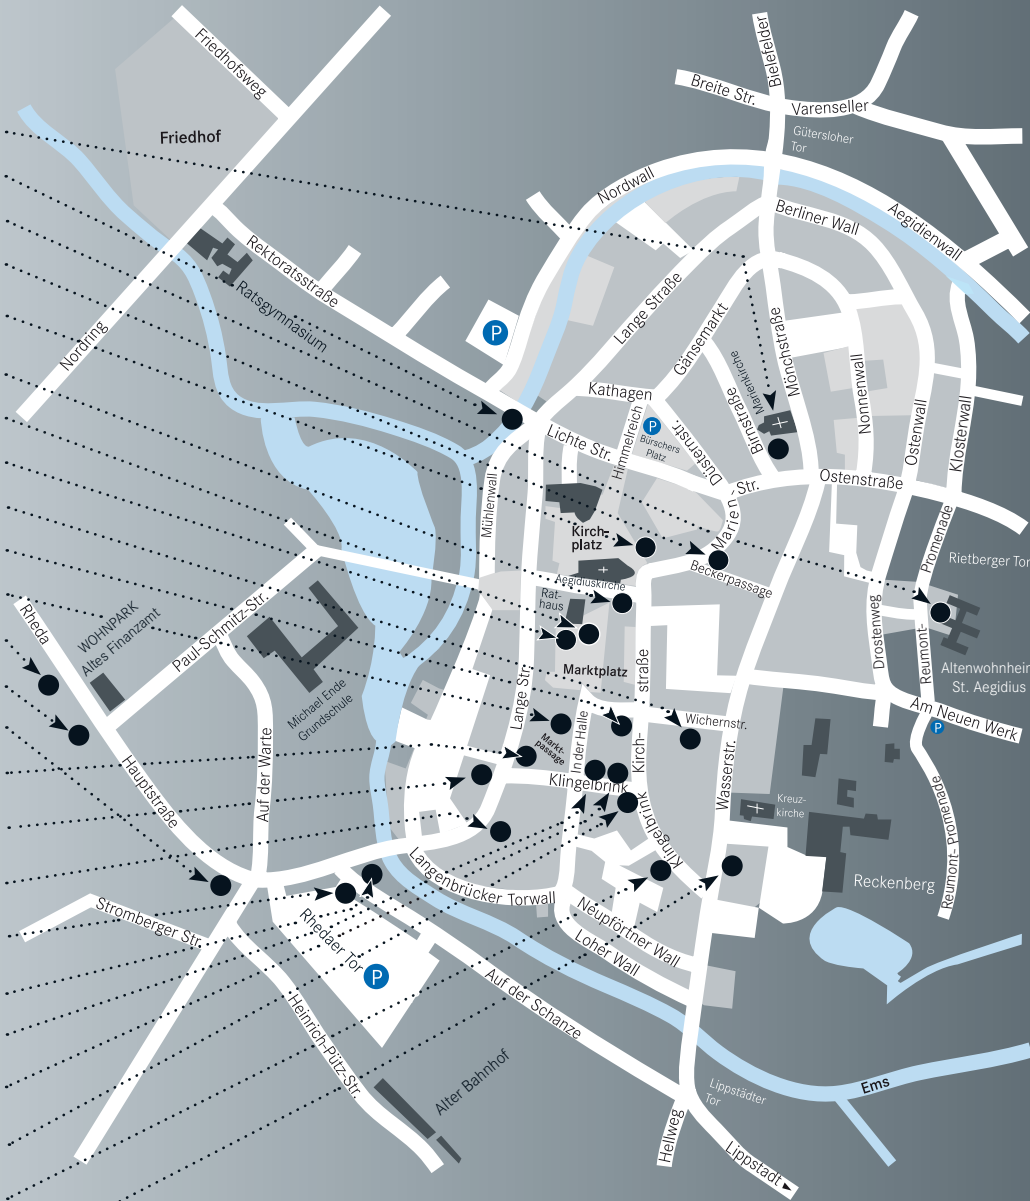 Friedhofsweg
Bielefelder
Breite Str.
Varenseller
Friedhof
Gütersloher
Tor
Nordwall
Berliner Wall
Aegidienwall
Rektoratsstraße
Ratsgymnasium
Nordring
P
Lange Straße
Gänsemarkt
Mönchstraße
Marienkirche
Birnstraße
Nonnenwall
Ostenwall
Klosterwall
Kathagen
Himmelreich
P
Bürschers
Platz
Düsternstr.
Lichte Str.
Marien-Str.
Ostenstraße
Mühlenwall
Kirch-
platz
Beckerpassage
Promenade
Rietberger Tor
Aegidiuskirche
Rat-
haus
Rheda
WOHNPARK
Altes Finanzamt
Paul-Schmitz-Str.
Michael Ende
Grundschule
Marktplatz
straße
Drostenweg
Reumont-
Altenwohnheim
St. Aegidius
Am Neuen Werk
P
Lange Str.
Markt-
passage
In der Halle
Kirch-
Wichernstr.
Wasserstr.
Hauptstraße
Auf der Warte
Klingelbrink
Klingelbrink
Kreuz-
kirche
Reckenberg
Reumont-Promenade
Langenbrücker Torwall
Neupförtner Wall
Loher Wall
Stromberger Str.
Rhedaer Tor
P
Heinrich-Pütz-Str.
Auf der Schanze
Alter Bahnhof
Lippstädter
Tor
Ems
Hellweg
Lippstadt